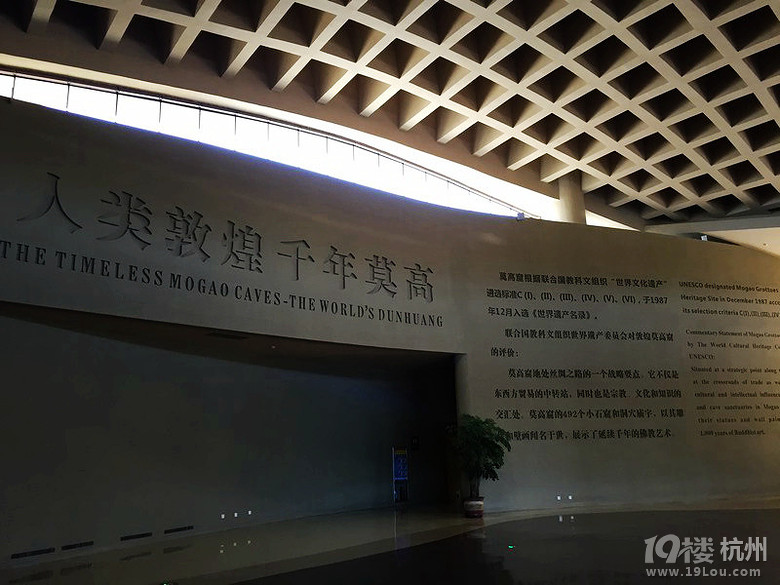 人类敦煌 千年莫高
THE TIMELESS MOGAO CAVES-THE WORLD'S DUNHUANG
莫高窟根据联合国教科文组织“世界文化遗产”
遴选标准C (I)、(II)、(III)、(IV)、(V)、(VI)，于1987
年12月入选《世界遗产名录》。
联合国教科文组织世界遗产委员会对敦煌莫高窟
的评价：
莫高窟地处丝绸之路的一个战略要点，它不仅是
东西方贸易的中转站，同时也是宗教、文化和知识的
交汇处。莫高窟的492个小石窟和洞穴庙宇，以其雕
和壁画闻名于世，展示了延续千年的佛教艺术。
UNESCO designated Mogao Grottoes
Heritage Site in December 1987
its selection criteria C(I),(II),(III),(IV
Commentary Statement of Mogao
by The World Cultural Heritage
UNESCO:
Situated at a strategic point along
at the crossroads of trade as
cultural and intellectual
and cave sanctuaries in Mogao
their statues and wall
1,000 years of Buddhist art.
19楼 杭州
www.19Lou.com